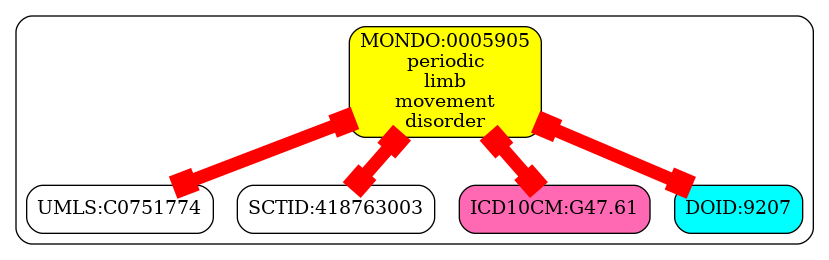 MONDO:0005905
periodic
limb
movement
disorder
UMLS:C0751774
SCTID:418763003
ICD10CM:G47.61
DOID:9207